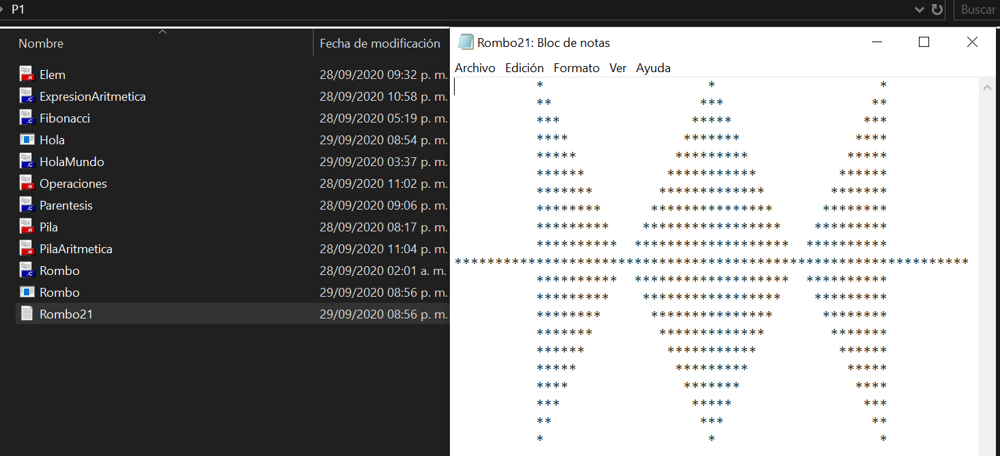 P1
Buscar
Nombre
Fecha de modificación
Elem 28/09/2020 09:32 p. m.
ExpresionAritmetica 28/09/2020 10:58 p. m.
Fibonacci 28/09/2020 05:19 p. m.
Hola 29/09/2020 08:54 p. m.
HolaMundo 29/09/2020 03:37 p. m.
Operaciones 28/09/2020 11:02 p. m.
Parentesis 28/09/2020 09:06 p. m.
Pila 28/09/2020 08:17 p. m.
PilaAritmetica 28/09/2020 11:04 p. m.
Rombo 28/09/2020 02:01 a. m.
Rombo 29/09/2020 08:56 p. m.
Rombo21 29/09/2020 08:56 p. m.
Rombo21: Bloc de notas
Archivo Edición Formato Ver Ayuda
          *                    *                    *
          **                  ***                  **
          ***                *****                ***
          ****              *******              ****
          *****            *********            *****
          ******          ***********          ******
          *******        *************        *******
          ********      ***************      ********
          *********    *****************    *********
          **********  *******************  **********
***************************************************************
          **********  *******************  **********
          *********    *****************    *********
          ********      ***************      ********
          *******        *************        *******
          ******          ***********          ******
          *****            *********            *****
          ****              *******              ****
          ***                *****                ***
          **                  ***                  **
          *                    *                    *